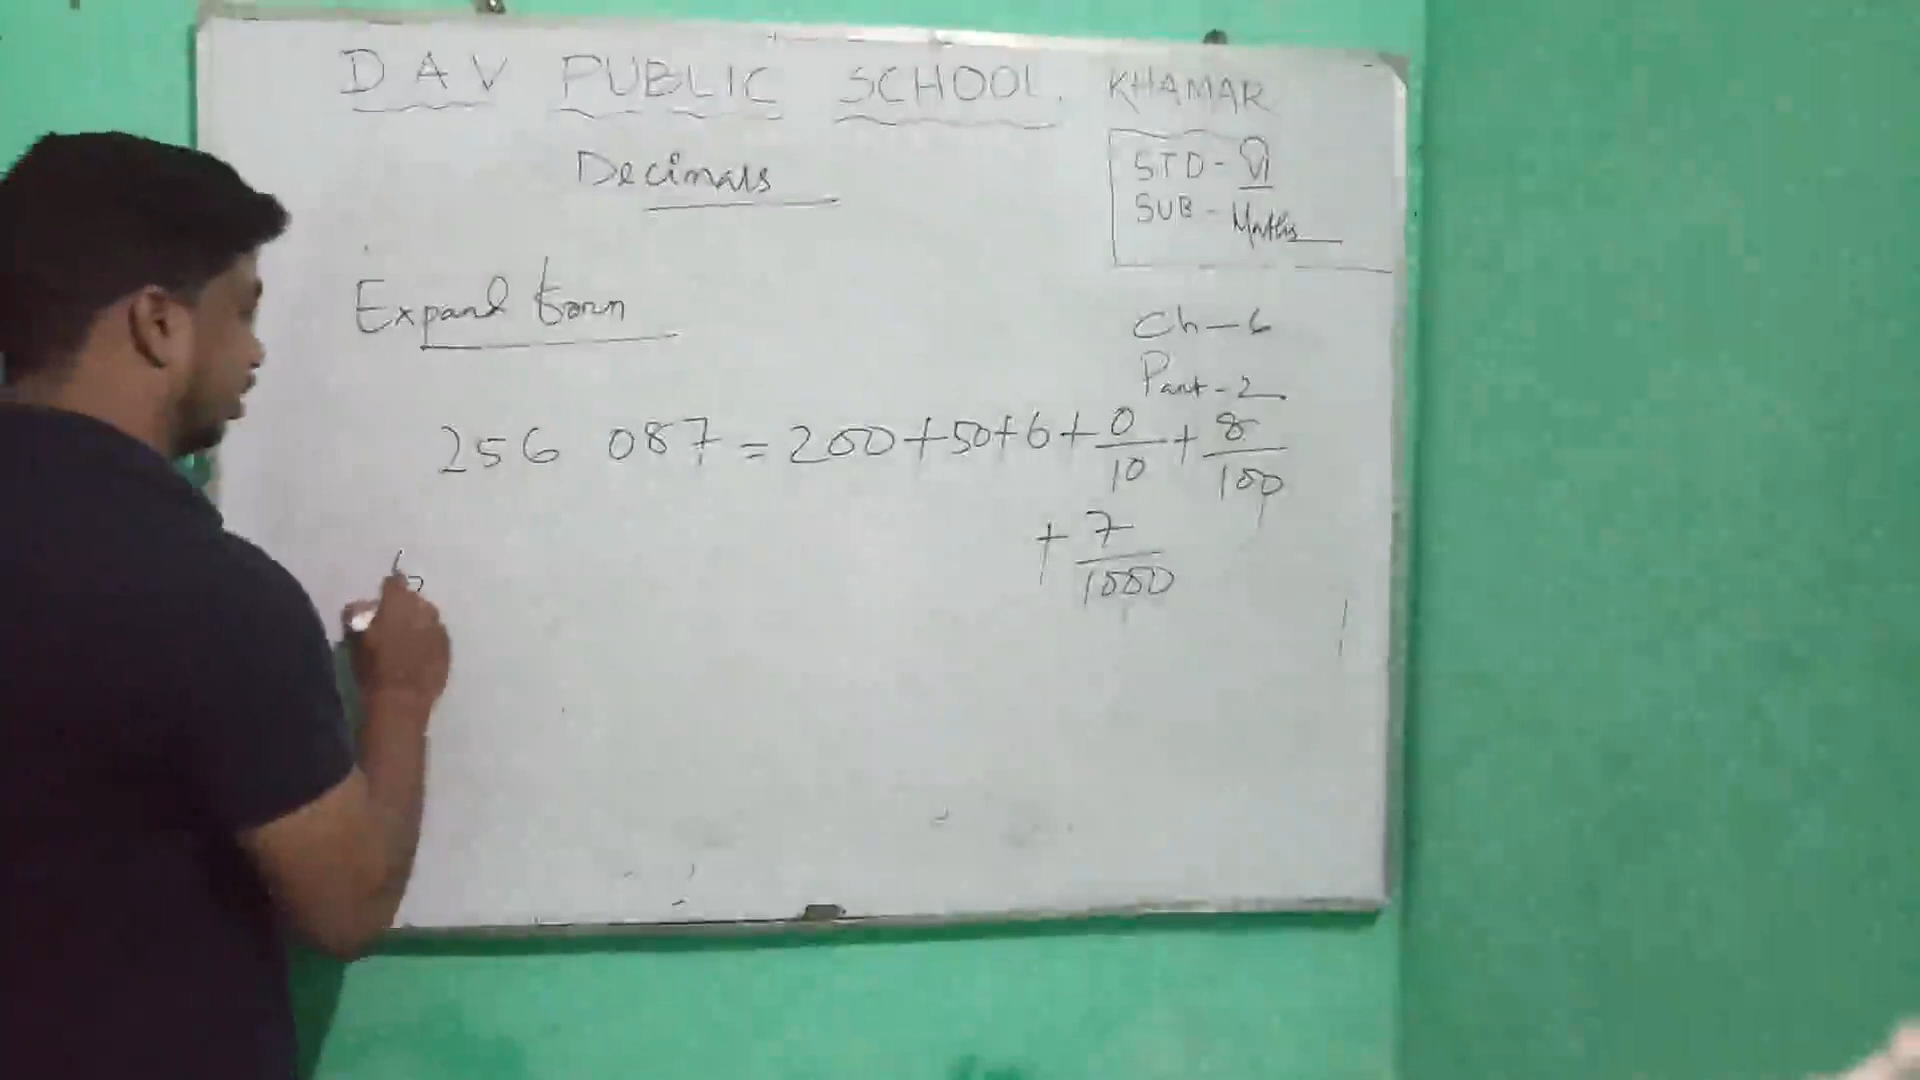 DAV PUBLIC SCHOOL. KHAMAR
Decimals
STD - VI
SUB - Maths
Expand form
Ch - 6
Part - 2
256 087 = 200 + 50 + 6 + 0/10 + 8/100
+ 7/1000